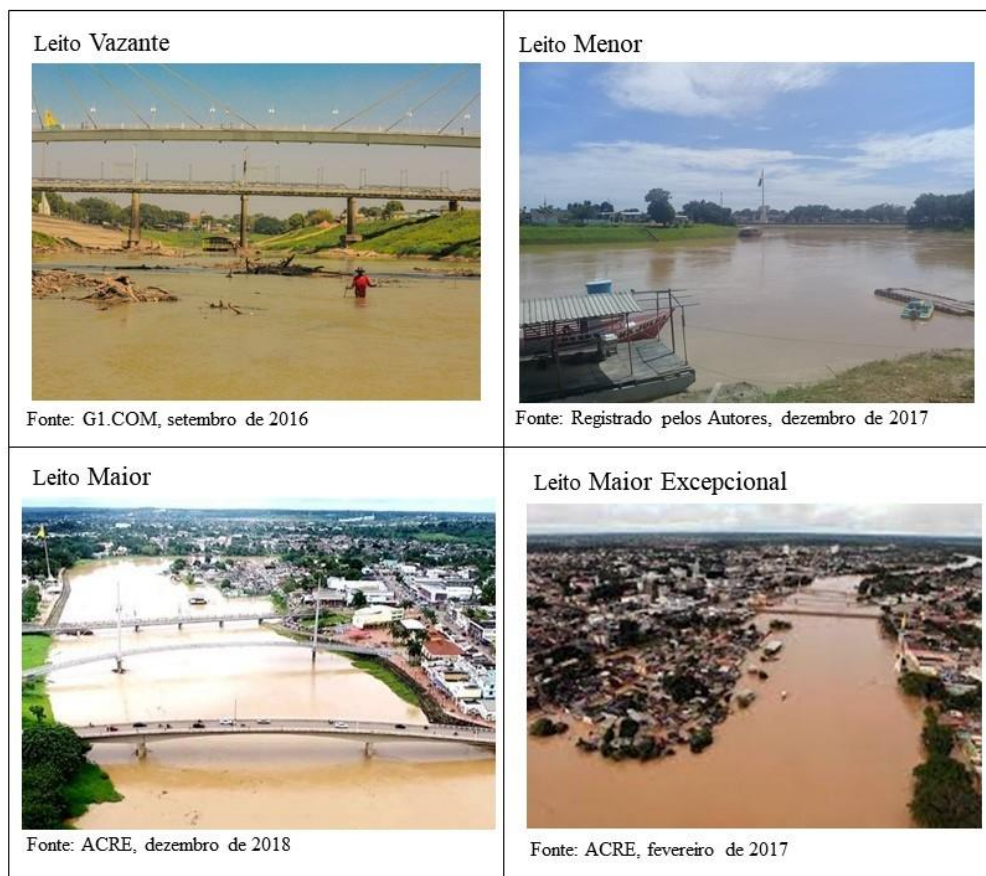 Leito Vazante
Leito Menor
Fonte: G1.COM, setembro de 2016
Fonte: Registrado pelos Autores, dezembro de 2017
Leito Maior
Leito Maior Excepcional
Fonte: ACRE, dezembro de 2018
Fonte: ACRE, fevereiro de 2017